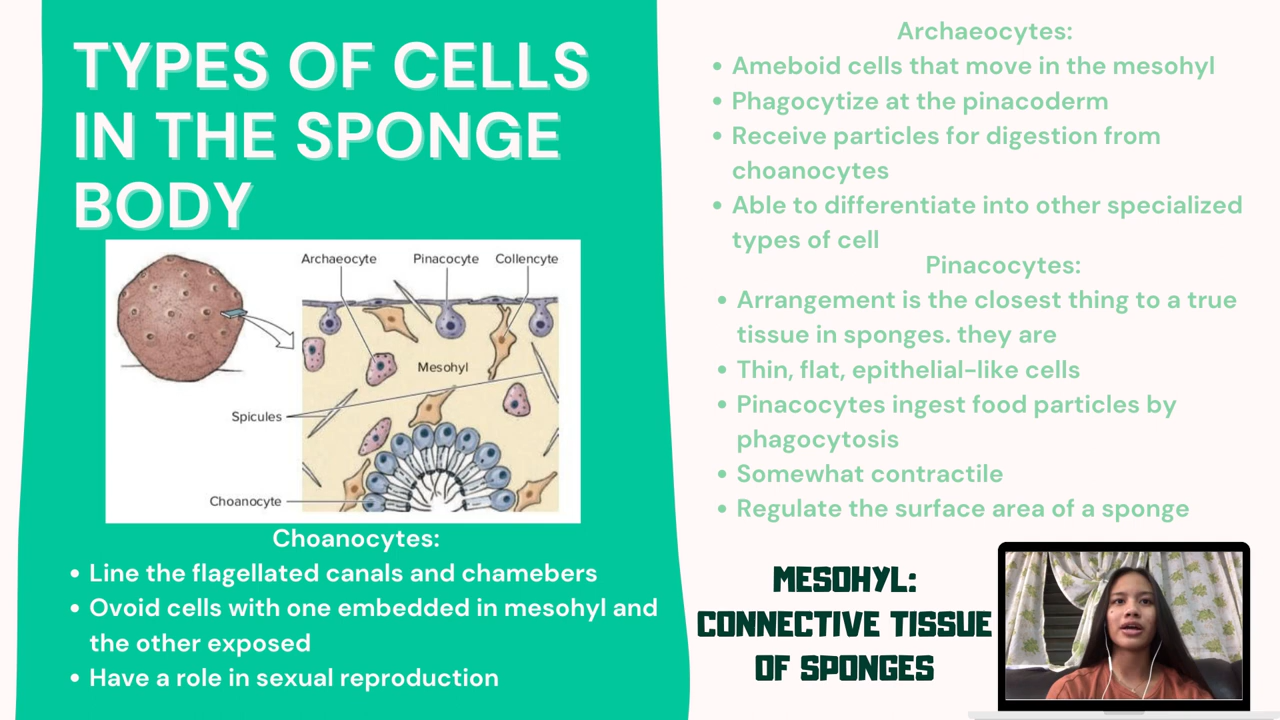 TYPES OF CELLS
IN THE SPONGE
BODY
Archaeocyte
Pinacocyte
Collencyte
Mesohyl
Spicules
Choanocyte
Choanocytes:
• Line the flagellated canals and chamebers
• Ovoid cells with one embedded in mesohyl and
the other exposed
• Have a role in sexual reproduction
Archaeocytes:
• Ameboid cells that move in the mesohyl
• Phagocytize at the pinacoderm
• Receive particles for digestion from
choanocytes
• Able to differentiate into other specialized
types of cell
Pinacocytes:
• Arrangement is the closest thing to a true
tissue in sponges. they are
• Thin, flat, epithelial-like cells
• Pinacocytes ingest food particles by
phagocytosis
• Somewhat contractile
• Regulate the surface area of a sponge
MESOHYL:
CONNECTIVE TISSUE
OF SPONGES